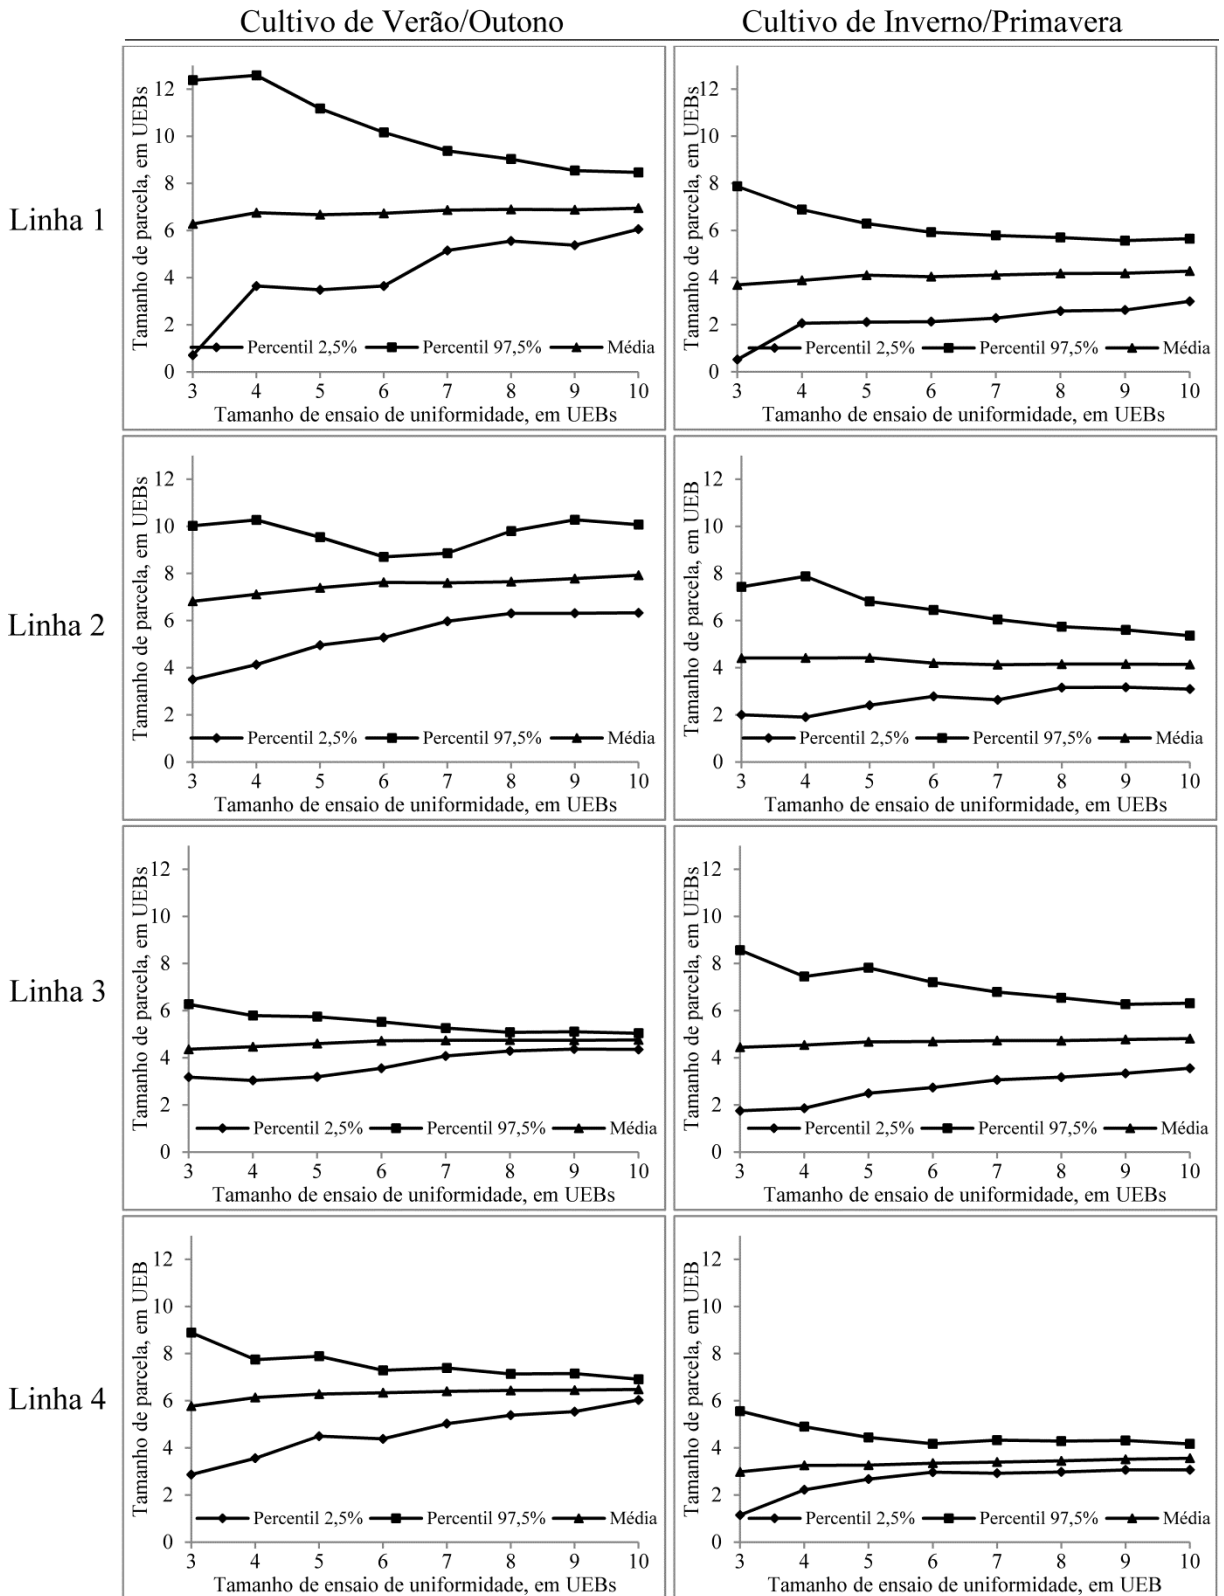 Cultivo de Verão/Outono
Cultivo de Inverno/Primavera
Linha 1
Tamanho de parcela, em UEBs
12
10
8
6
4
2
0
Percentil 2,5% Percentil 97,5% Média
3 4 5 6 7 8 9 10
Tamanho de ensaio de uniformidade, em UEBs
Tamanho de parcela, em UEB
12
10
8
6
4
2
0
Percentil 2,5% Percentil 97,5% Média
3 4 5 6 7 8 9 10
Tamanho de ensaio de uniformidade, em UEBs
Linha 2
Tamanho de parcela, em UEBs
12
10
8
6
4
2
0
Percentil 2,5% Percentil 97,5% Média
3 4 5 6 7 8 9 10
Tamanho de ensaio de uniformidade, em UEBs
Tamanho de parcela, em UEB
12
10
8
6
4
2
0
Percentil 2,5% Percentil 97,5% Média
3 4 5 6 7 8 9 10
Tamanho de ensaio de uniformidade, em UEBs
Linha 3
Tamanho de parcela, em UEBs
12
10
8
6
4
2
0
Percentil 2,5% Percentil 97,5% Média
3 4 5 6 7 8 9 10
Tamanho de ensaio de uniformidade, em UEBs
Tamanho de parcela, em UEB
12
10
8
6
4
2
0
Percentil 2,5% Percentil 97,5% Média
3 4 5 6 7 8 9 10
Tamanho de ensaio de uniformidade, em UEBs
Linha 4
Tamanho de parcela, em UEB
12
10
8
6
4
2
0
Percentil 2,5% Percentil 97,5% Média
3 4 5 6 7 8 9 10
Tamanho de ensaio de uniformidade, em UEBs
Tamanho de parcela, em UEB
12
10
8
6
4
2
0
Percentil 2,5% Percentil 97,5% Média
3 4 5 6 7 8 9 10
Tamanho de ensaio de uniformidade, em UEB